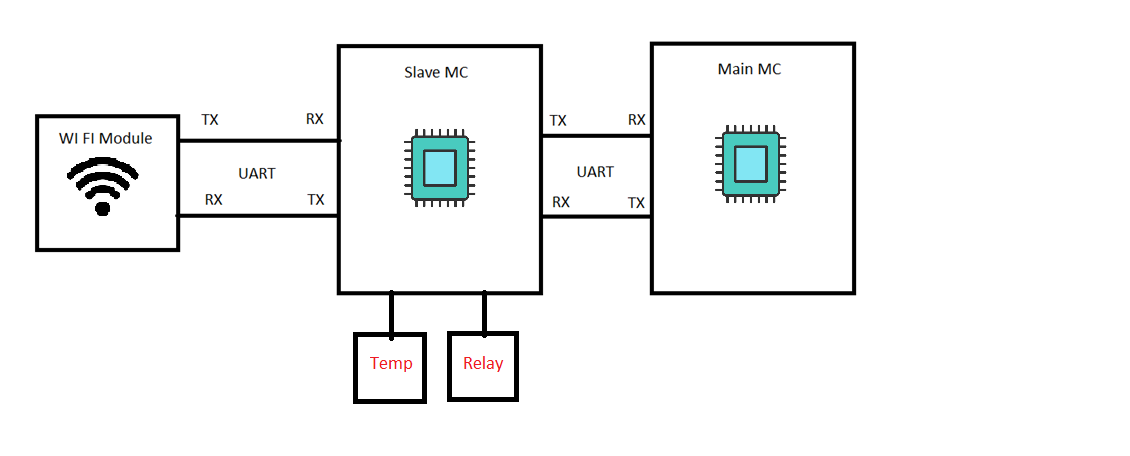 WI FI Module
TX
RX
UART
RX
TX
Slave MC
TX
RX
UART
RX
TX
Main MC
Temp
Relay